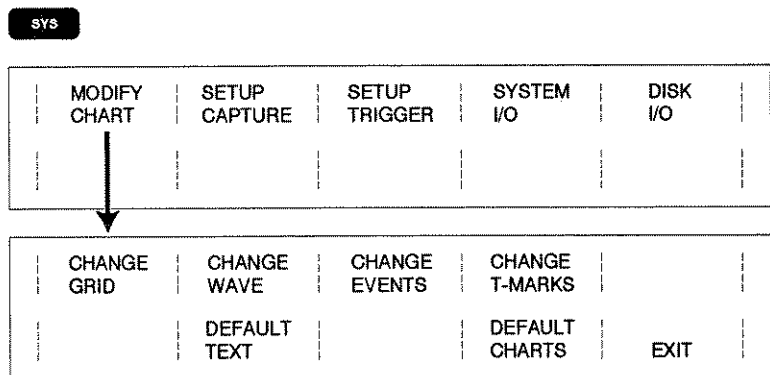 SYS
MODIFY SETUP SETUP SYSTEM DISK
CHART CAPTURE TRIGGER I/O I/O
CHANGE CHANGE CHANGE CHANGE
GRID WAVE EVENTS T-MARKS
DEFAULT DEFAULT
TEXT CHARTS EXIT